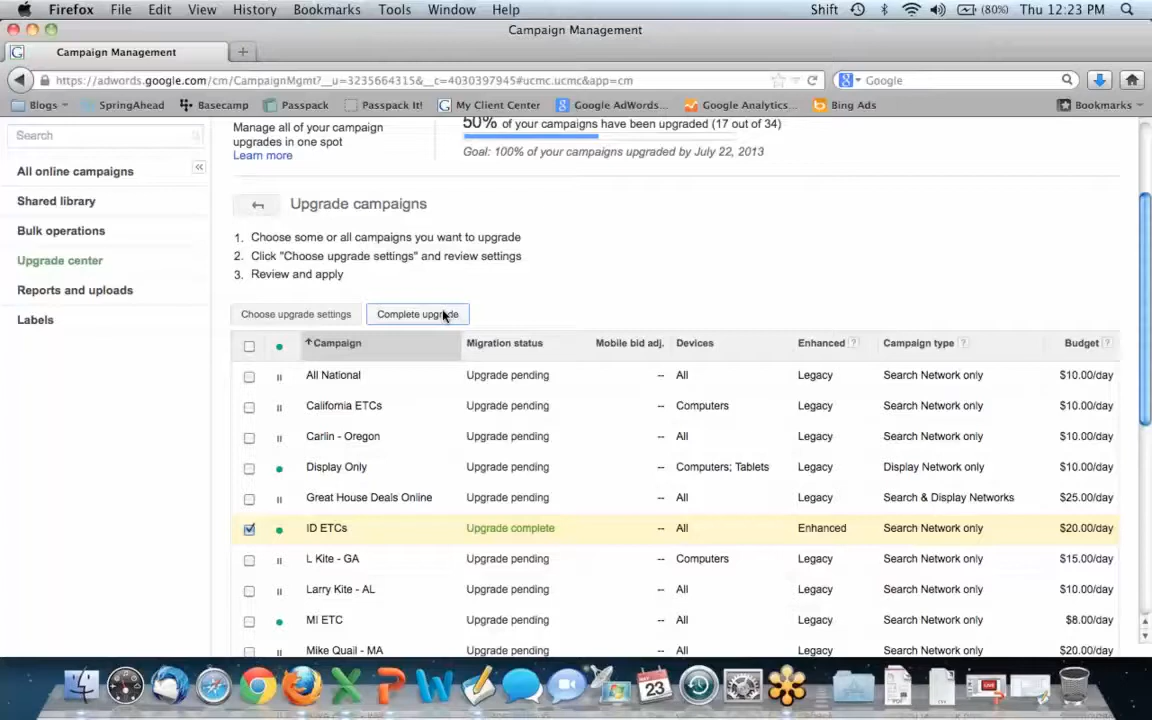 Firefox File Edit View History Bookmarks Tools Window Help Shift (80%) Thu 12:23 PM
Campaign Management
Campaign Management
https://adwords.google.com/cm/CampaignMgmt?__u=3235664315&__c=4030397945#ucmc.ucmc&app=cm Google
Blogs SpringAhead Basecamp Passpack Passpack It! My Client Center Google AdWords... Google Analytics... Bing Ads Bookmarks
Search
All online campaigns
Shared library
Bulk operations
Upgrade center
Reports and uploads
Labels
Manage all of your campaign
upgrades in one spot
Learn more
50% of your campaigns have been upgraded (17 out of 34)
Goal: 100% of your campaigns upgraded by July 22, 2013
Upgrade campaigns
1. Choose some or all campaigns you want to upgrade
2. Click "Choose upgrade settings" and review settings
3. Review and apply
Choose upgrade settings Complete upgrade
Campaign Migration status Mobile bid adj. Devices Enhanced ? Campaign type ? Budget ?
All National Upgrade pending -- All Legacy Search Network only $10.00/day
California ETCs Upgrade pending -- Computers Legacy Search Network only $10.00/day
Carlin - Oregon Upgrade pending -- All Legacy Search Network only $10.00/day
Display Only Upgrade pending -- Computers; Tablets Legacy Display Network only $10.00/day
Great House Deals Online Upgrade pending -- All Legacy Search & Display Networks $25.00/day
ID ETCs Upgrade complete -- All Enhanced Search Network only $20.00/day
L Kite - GA Upgrade pending -- Computers Legacy Search Network only $15.00/day
Larry Kite - AL Upgrade pending -- All Legacy Search Network only $10.00/day
MI ETC Upgrade pending -- All Legacy Search Network only $8.00/day
Mike Quail - MA Upgrade pending -- All Legacy Search Network only $20.00/day
23